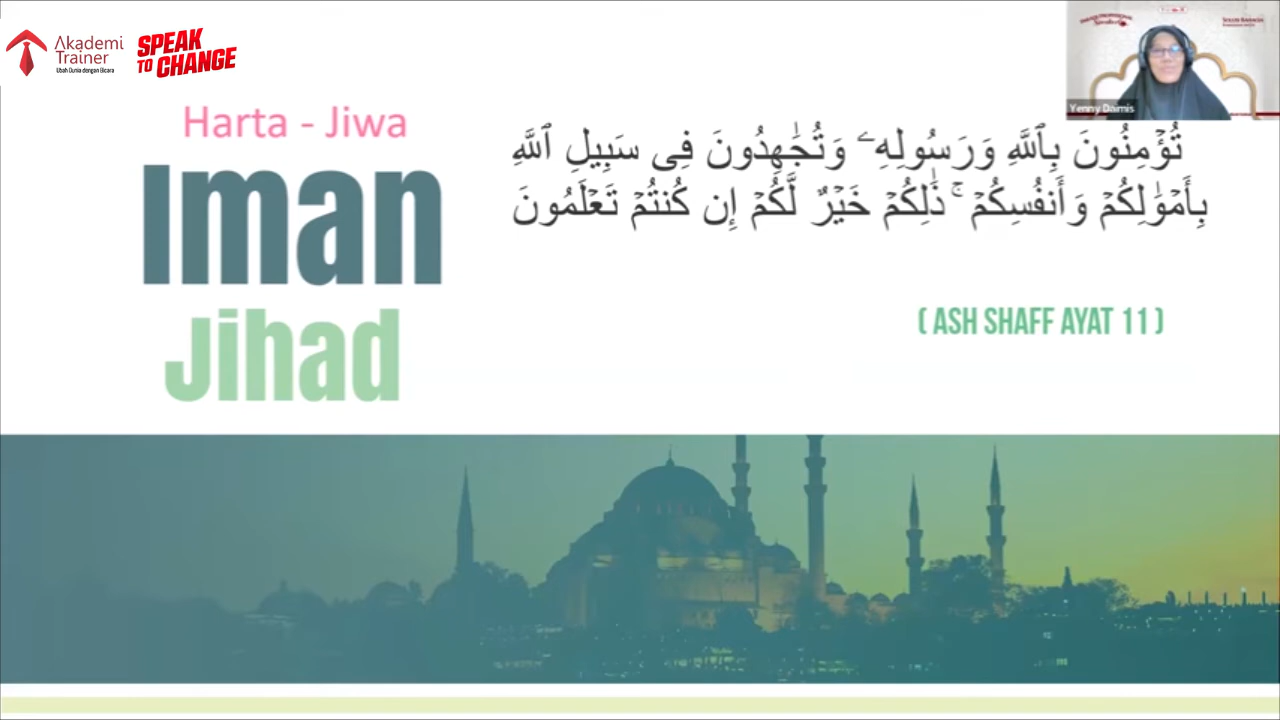 Akademi
Trainer
Ubah Dunia dengan Bicara
SPEAK
TO CHANGE
Yenny Daimis
Harta - Jiwa
Iman
Jihad
تُؤْمِنُونَ بِٱللَّهِ وَرَسُولِهِۦ وَتُجَٰهِدُونَ فِى سَبِيلِ ٱللَّهِ
بِأَمْوَٰلِكُمْ وَأَنفُسِكُمْ ۚ ذَٰلِكُمْ خَيْرٌ لَّكُمْ إِن كُنتُمْ تَعْلَمُونَ
( ASH SHAFF AYAT 11 )